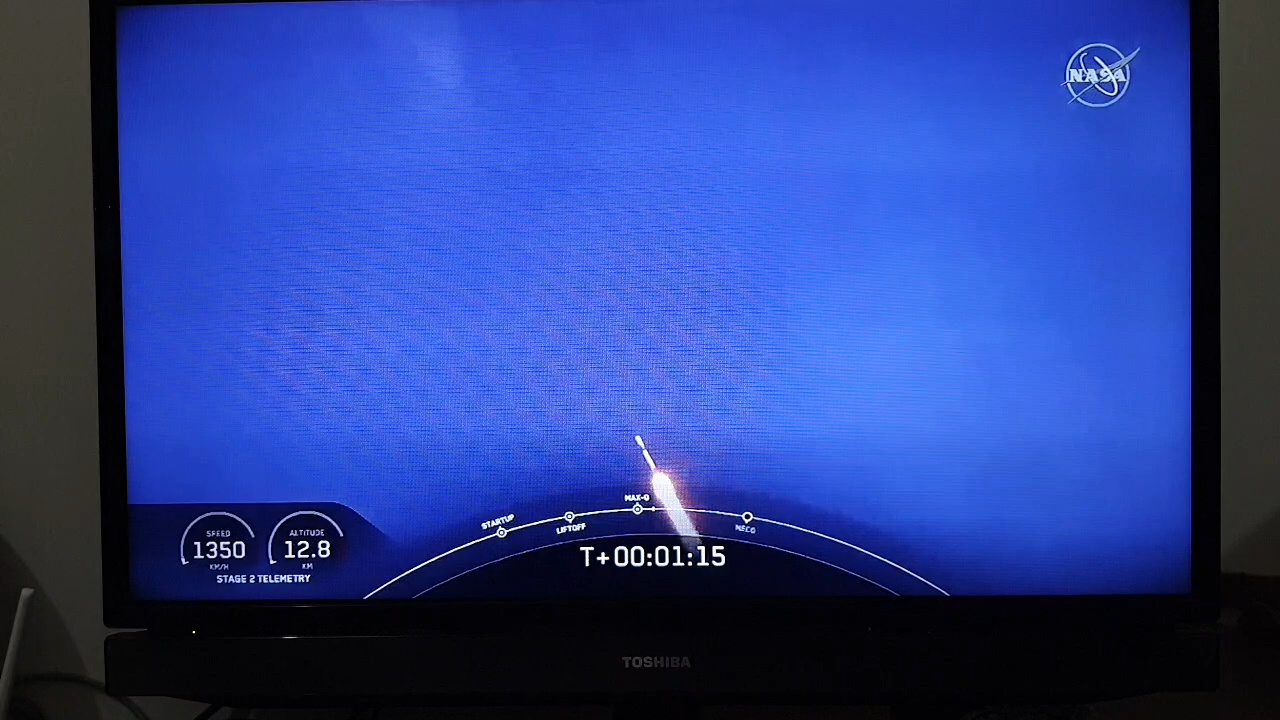 NASA
STARTUP
LIFTOFF
MAX-Q
MECO
SPEED
1350
KM/H
ALTITUDE
12.8
KM
STAGE 2 TELEMETRY
T+00:01:15
TOSHIBA